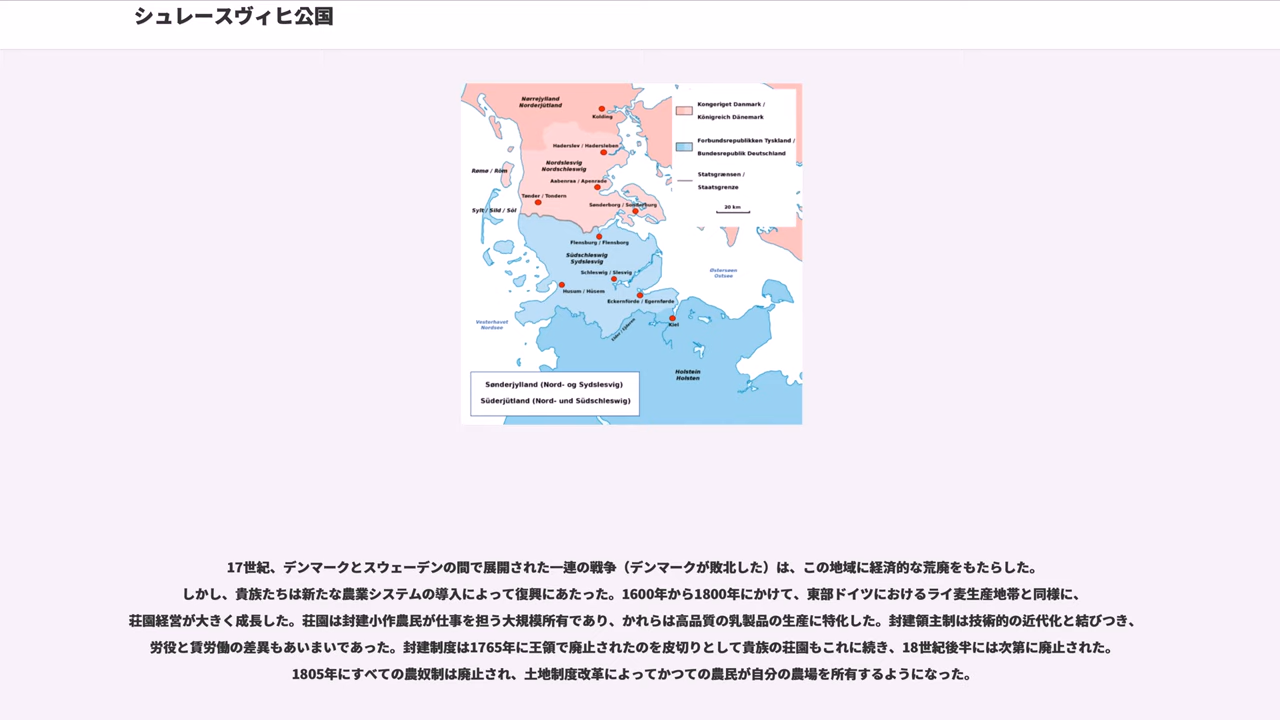 シュレースヴィヒ公国
Nørrejylland
Norderjütland
Kolding
Haderslev / Hadersleben
Nordslesvig
Nordschleswig
Rømø / Röm
Aabenraa / Apenrade
Tønder / Tondern
Sønderborg / Sonderburg
Sylt / Sild / Söl
Flensburg / Flensborg
Südschleswig
Sydslesvig
Schleswig / Slesvig
Husum / Hüsem
Eckernförde / Egernførde
Vesterhavet
Nordsee
Eider / Ejderen
Kiel
Østersøen
Ostsee
Holstein
Holsten
Kongeriget Danmark /
Königreich Dänemark
Forbundsrepublikken Tyskland /
Bundesrepublik Deutschland
Statsgrænsen /
Staatsgrenze
20 km
Sønderjylland (Nord- og Sydslesvig)
Süderjütland (Nord- und Südschleswig)
17世紀、デンマークとスウェーデンの間で展開された一連の戦争（デンマークが敗北した）は、この地域に経済的な荒廃をもたらした。
しかし、貴族たちは新たな農業システムの導入によって復興にあたった。1600年から1800年にかけて、東部ドイツにおけるライ麦生産地帯と同様に、
荘園経営が大きく成長した。荘園は封建小作農民が仕事を担う大規模所有であり、かれらは高品質の乳製品の生産に特化した。封建領主制は技術的の近代化と結びつき、
労役と賃労働の差異もあいまいであった。封建制度は1765年に王領で廃止されたのを皮切りとして貴族の荘園もこれに続き、18世紀後半には次第に廃止された。
1805年にすべての農奴制は廃止され、土地制度改革によってかつての農民が自分の農場を所有するようになった。